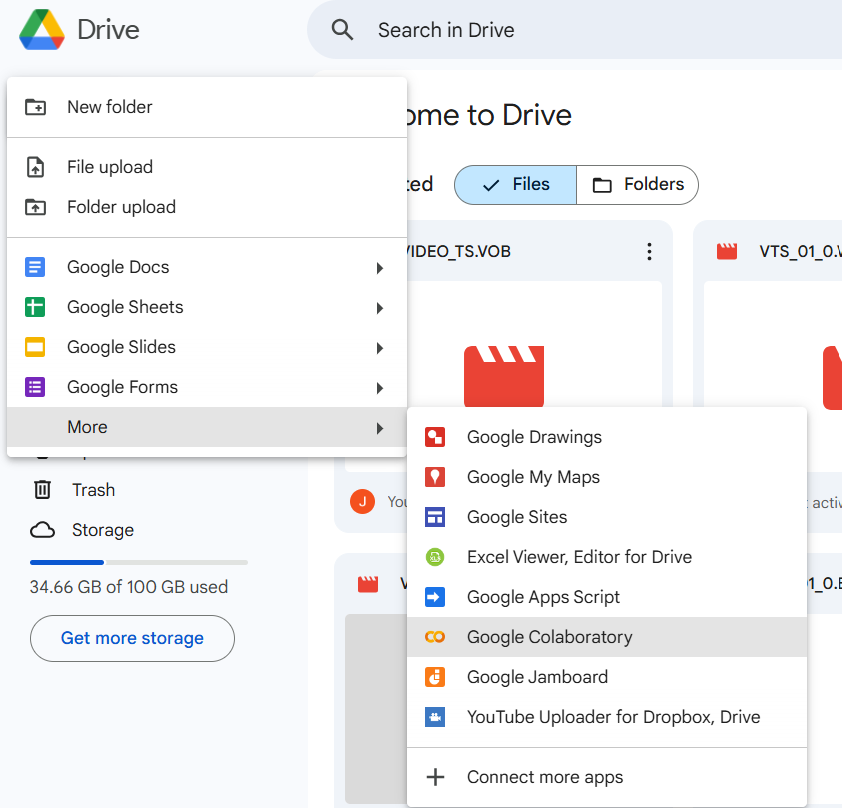 Drive
Search in Drive
New folder
File upload
Folder upload
Google Docs
Google Sheets
Google Slides
Google Forms
More
Trash
Storage
34.66 GB of 100 GB used
Get more storage
ome to Drive
ted
Files
Folders
VIDEO_TS.VOB
VTS_01_0.
J
You
activ
V
01_0.
Google Drawings
Google My Maps
Google Sites
Excel Viewer, Editor for Drive
Google Apps Script
Google Colaboratory
Google Jamboard
YouTube Uploader for Dropbox, Drive
Connect more apps